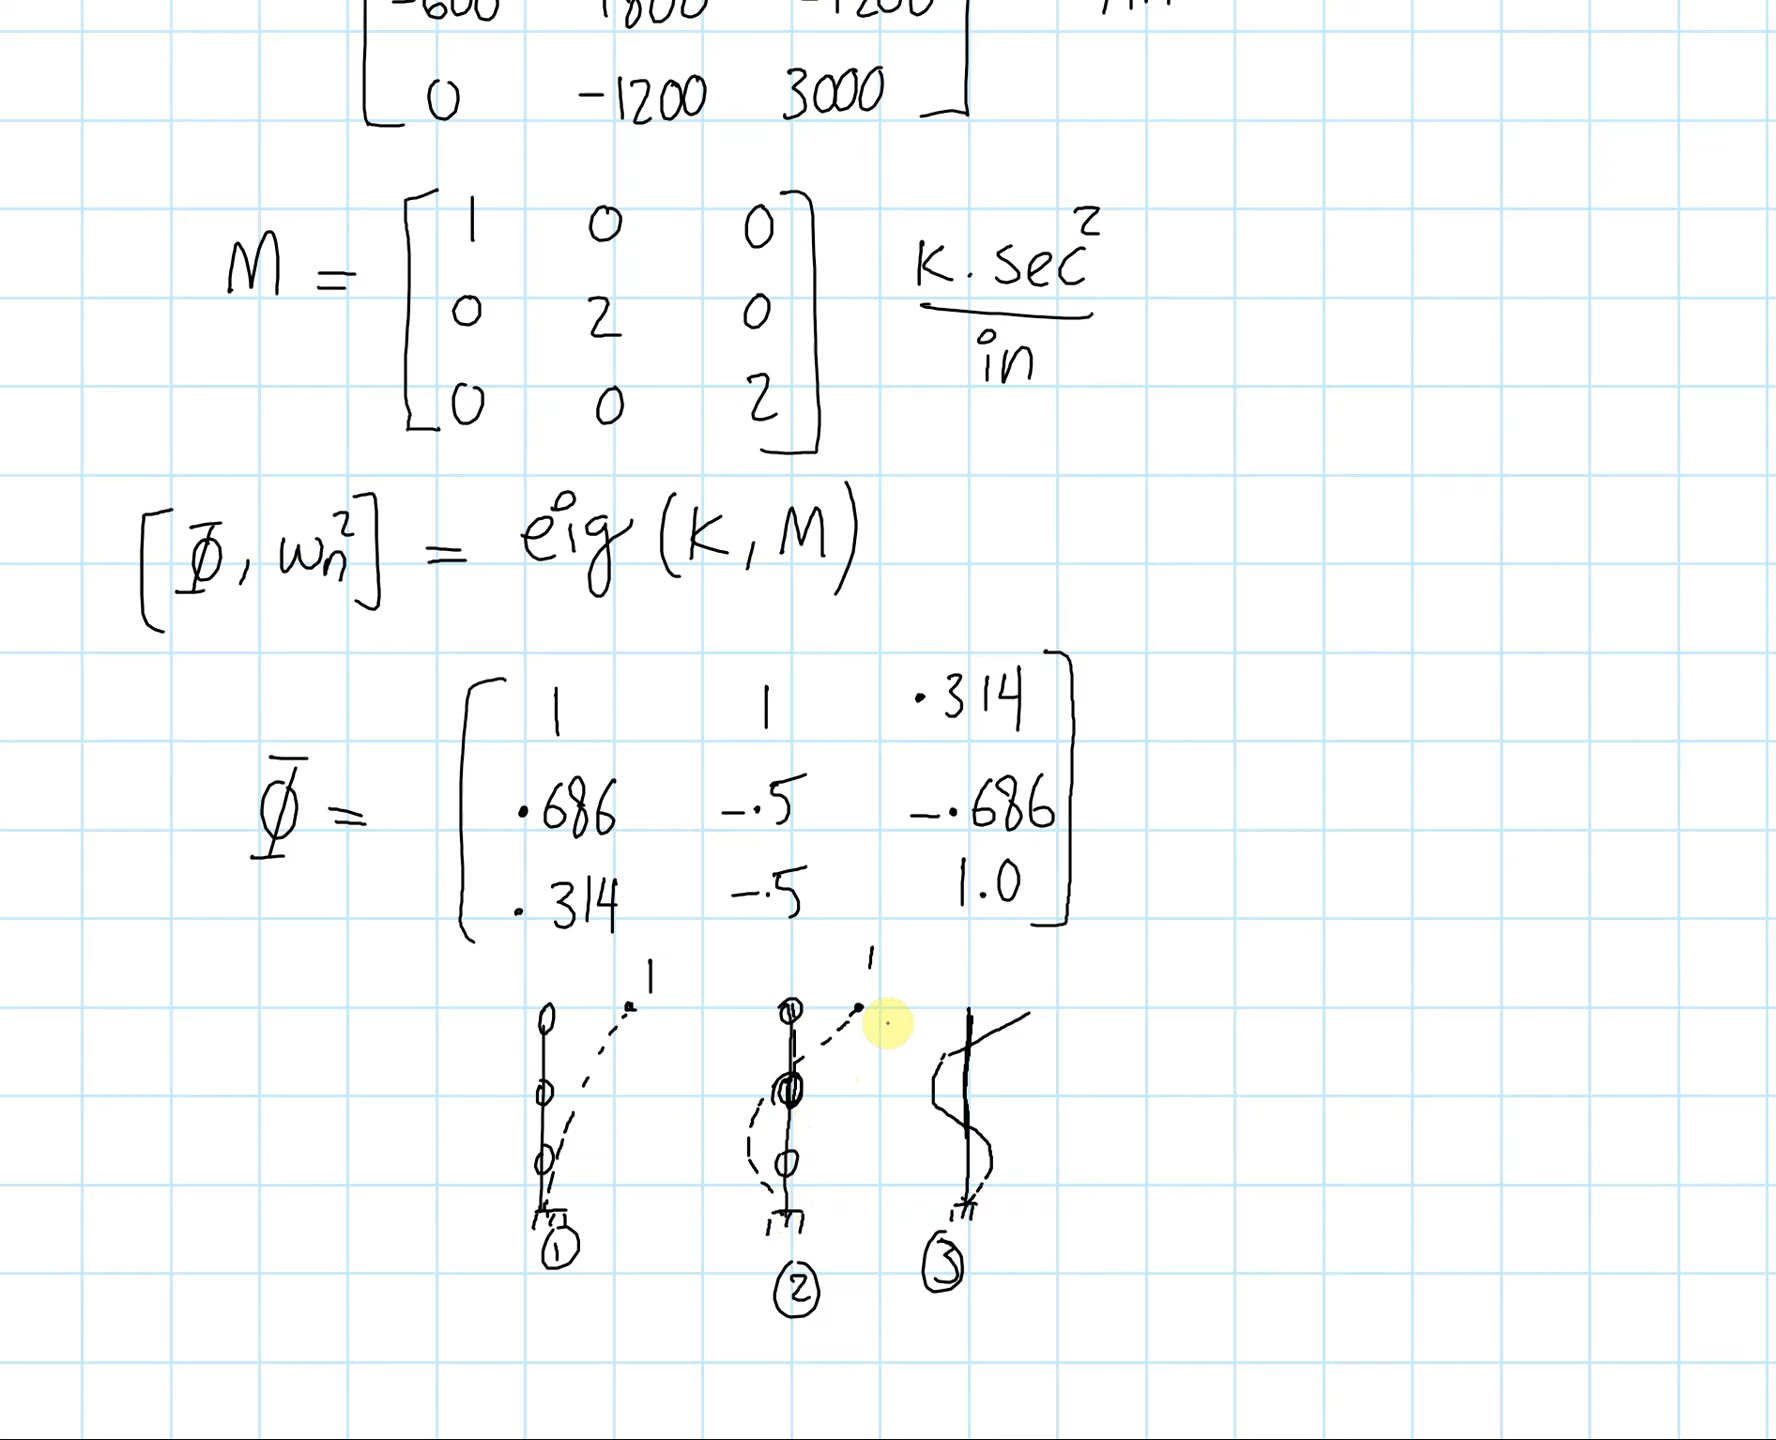 -600 1800 -1200
0 -1200 3000
M = [ 1 0 0
0 2 0
0 0 2 ] K.sec² / in
[Φ, ωn²] = eig (K, M)
Φ = [ 1 1 .314
.686 -.5 -.686
.314 -.5 1.0 ]
1 1
① ② ③